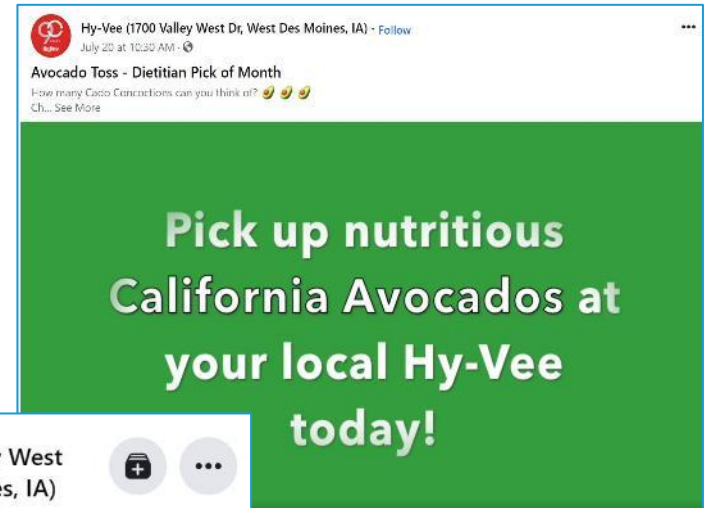 Hy-Vee (1700 Valley West Dr, West Des Moines, IA) · Follow
July 20 at 10:30 AM ·
Avocado Toss - Dietitian Pick of Month
How many Cado Concoctions can you think of? 🥑 🥑 🥑
Ch... See More
Pick up nutritious
California Avocados at
your local Hy-Vee
today!
West
es, IA)